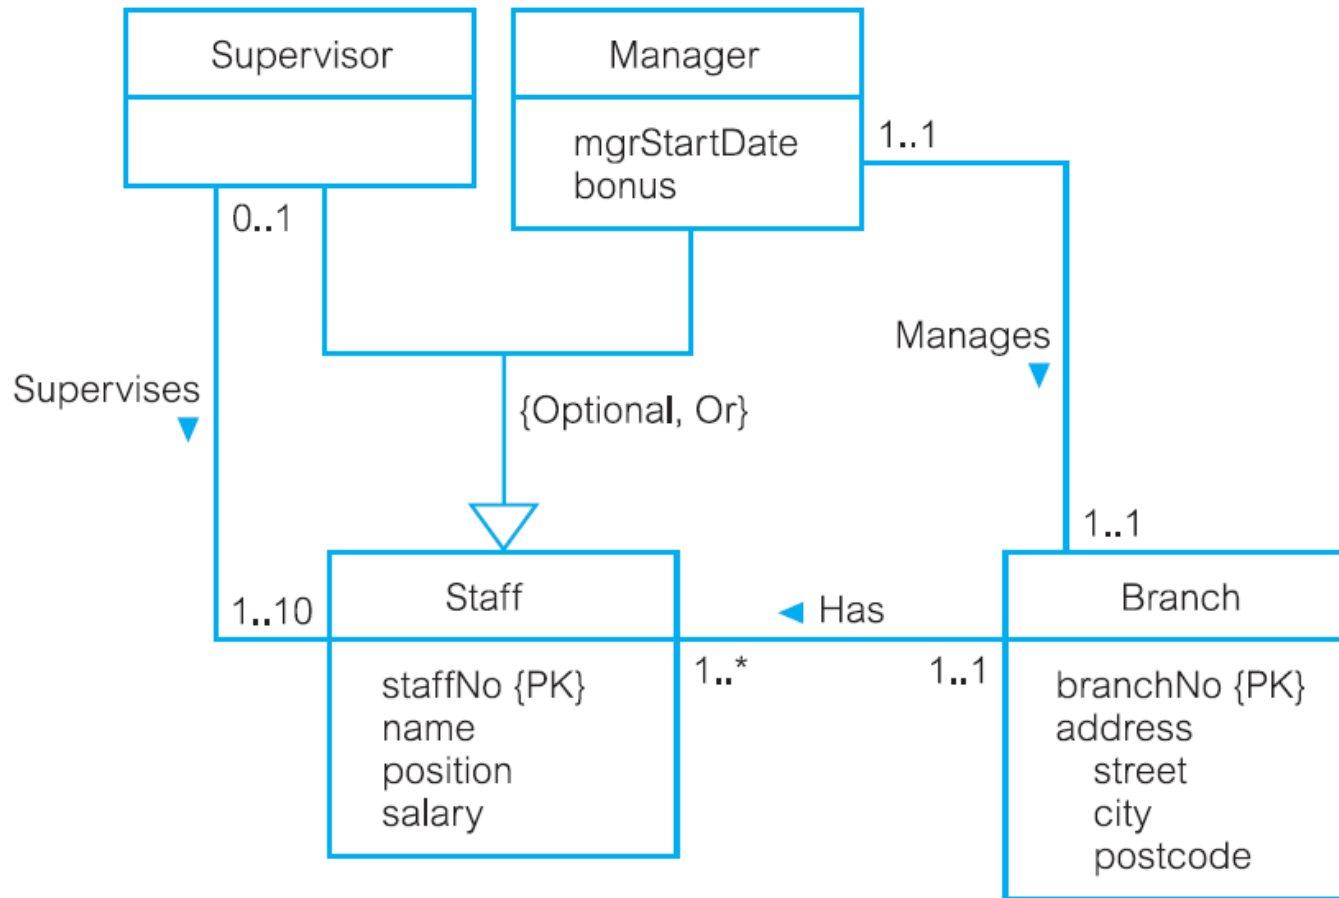 Supervisor
Manager
mgrStartDate
bonus
1..1
0..1
Manages
Supervises
{Optional, Or}
1..1
Staff
Branch
1..10
Has
1..*
1..1
staffNo {PK}
name
position
salary
branchNo {PK}
address
street
city
postcode